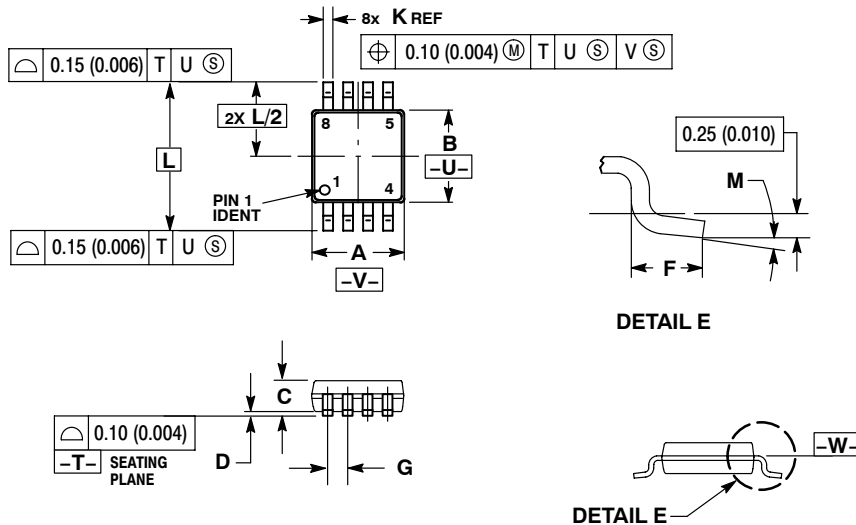 8x K REF
0.10 (0.004) Ⓜ T U Ⓢ V Ⓢ
0.15 (0.006) T U Ⓢ
2X L/2
8 5
B
-U-
L
PIN 1
IDENT
1
4
0.15 (0.006) T U Ⓢ
A
-V-
0.25 (0.010)
M
F
DETAIL E
C
0.10 (0.004)
-T- SEATING
PLANE
D
G
-W-
DETAIL E